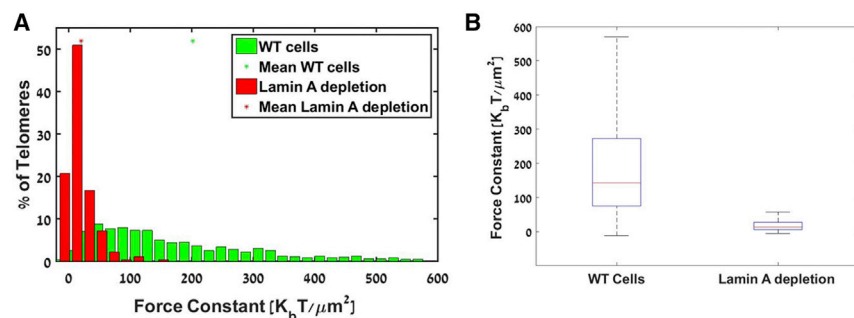 A
% of Telomeres
50
40
30
20
10
0
0 100 200 300 400 500 600
Force Constant [K_bT/μm²]
WT cells
Mean WT cells
Lamin A depletion
Mean Lamin A depletion
B
Force Constant [K_bT/μm²]
600
500
400
300
200
100
0
WT Cells Lamin A depletion